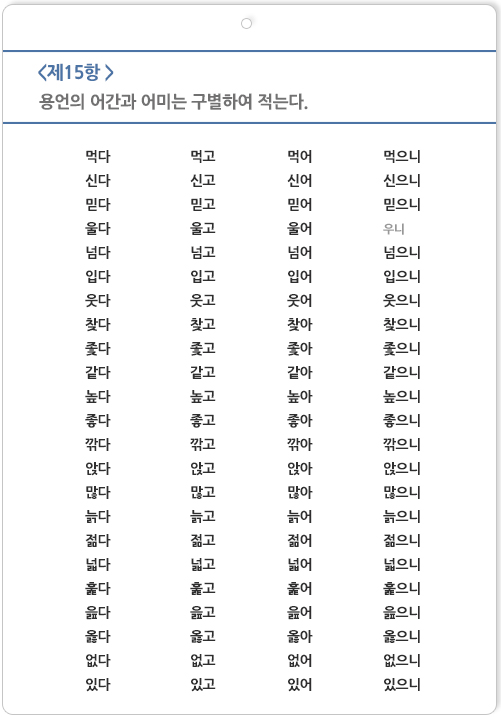 <제15항 >
용언의 어간과 어미는 구별하여 적는다.
먹다 먹고 먹어 먹으니
신다 신고 신어 신으니
믿다 믿고 믿어 믿으니
울다 울고 울어 우니
넘다 넘고 넘어 넘으니
입다 입고 입어 입으니
웃다 웃고 웃어 웃으니
찾다 찾고 찾아 찾으니
좇다 좇고 좇아 좇으니
같다 같고 같아 같으니
높다 높고 높아 높으니
좋다 좋고 좋아 좋으니
깎다 깎고 깎아 깎으니
앉다 앉고 앉아 앉으니
많다 많고 많아 많으니
늙다 늙고 늙어 늙으니
젊다 젊고 젊어 젊으니
넓다 넓고 넓어 넓으니
훑다 훑고 훑어 훑으니
읊다 읊고 읊어 읊으니
옳다 옳고 옳아 옳으니
없다 없고 없어 없으니
있다 있고 있어 있으니